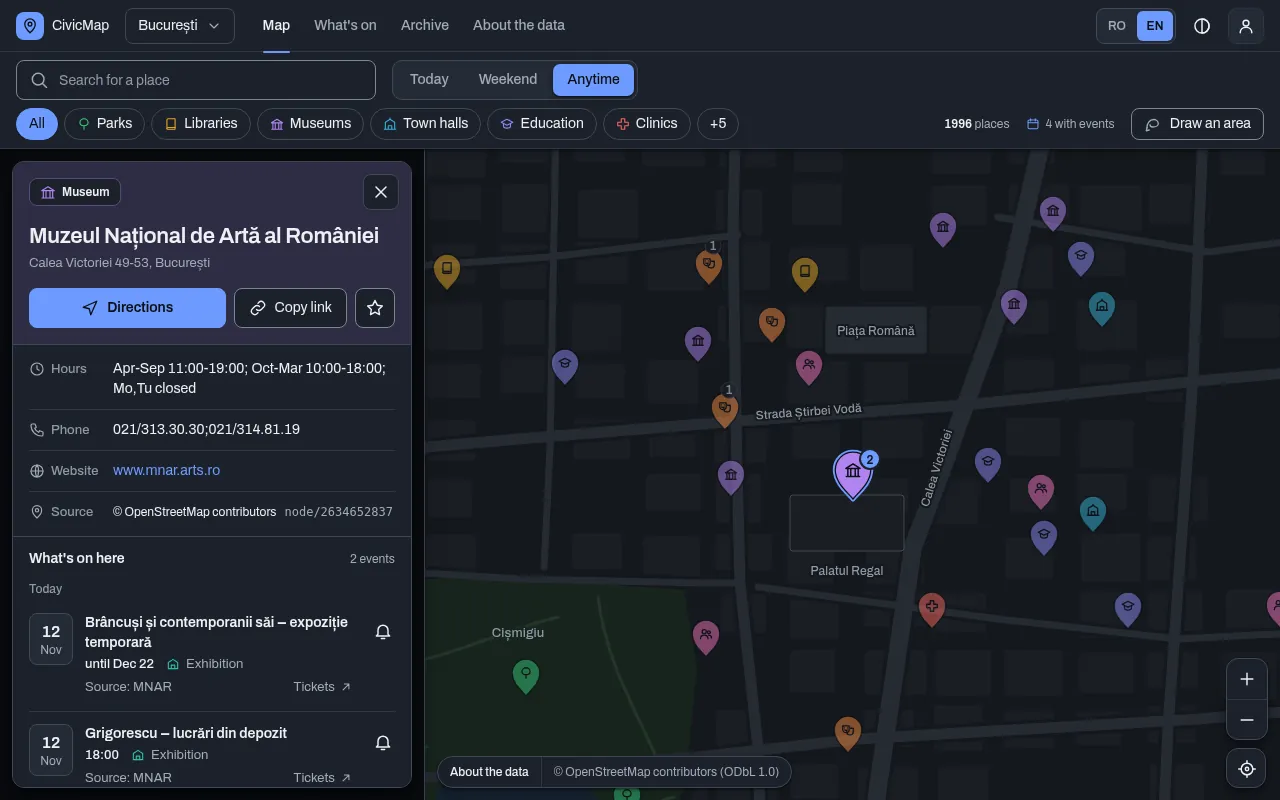 CivicMap
București
Map
What's on
Archive
About the data
RO
EN
Search for a place
Today
Weekend
Anytime
All
Parks
Libraries
Museums
Town halls
Education
Clinics
+5
1996 places
4 with events
Draw an area
Museum
Muzeul Național de Artă al României
Calea Victoriei 49-53, București
Directions
Copy link
Hours
Apr-Sep 11:00-19:00; Oct-Mar 10:00-18:00;
Mo,Tu closed
Phone
021/313.30.30;021/314.81.19
Website
www.mnar.arts.ro
Source
© OpenStreetMap contributors node/2634652837
What's on here
2 events
Today
12
Nov
Brâncuși și contemporanii săi – expoziție
temporară
until Dec 22
Exhibition
Source: MNAR
Tickets
12
Nov
Grigorescu – lucrări din depozit
18:00
Exhibition
Source: MNAR
Tickets
1
Piața Română
1
Strada Știrbei Vodă
Calea Victoriei
2
Palatul Regal
Cișmigiu
About the data
© OpenStreetMap contributors (ODbL 1.0)